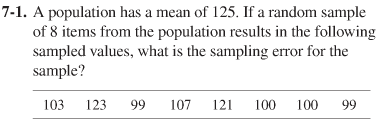 7-1. A population has a mean of 125. If a random sample
of 8 items from the population results in the following
sampled values, what is the sampling error for the
sample?
103 123 99 107 121 100 100 99